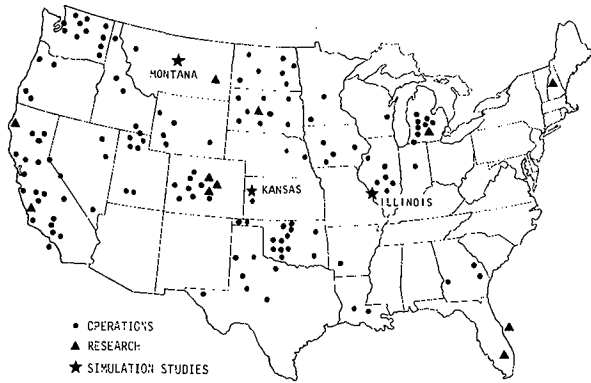 MONTANA
KANSAS
ILLINOIS
OPERATIONS
RESEARCH
SIMULATION STUDIES